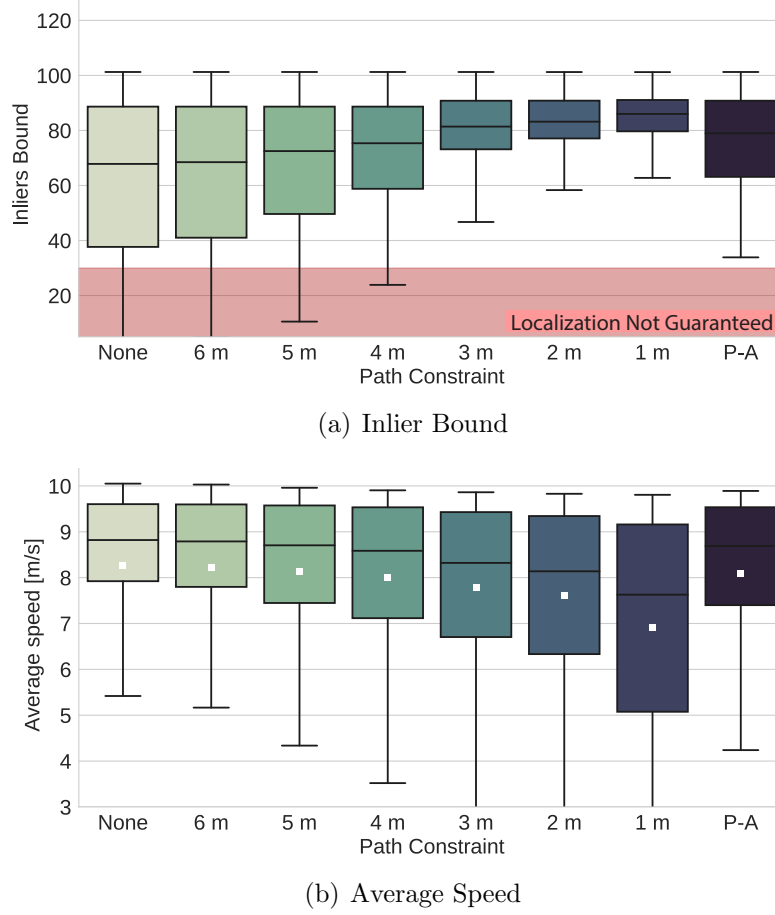 120
100
80
60
40
20
Inliers Bound
Localization Not Guaranteed
None 6 m 5 m 4 m 3 m 2 m 1 m P-A
Path Constraint
(a) Inlier Bound
10
9
8
7
6
5
4
3
Average speed [m/s]
None 6 m 5 m 4 m 3 m 2 m 1 m P-A
Path Constraint
(b) Average Speed